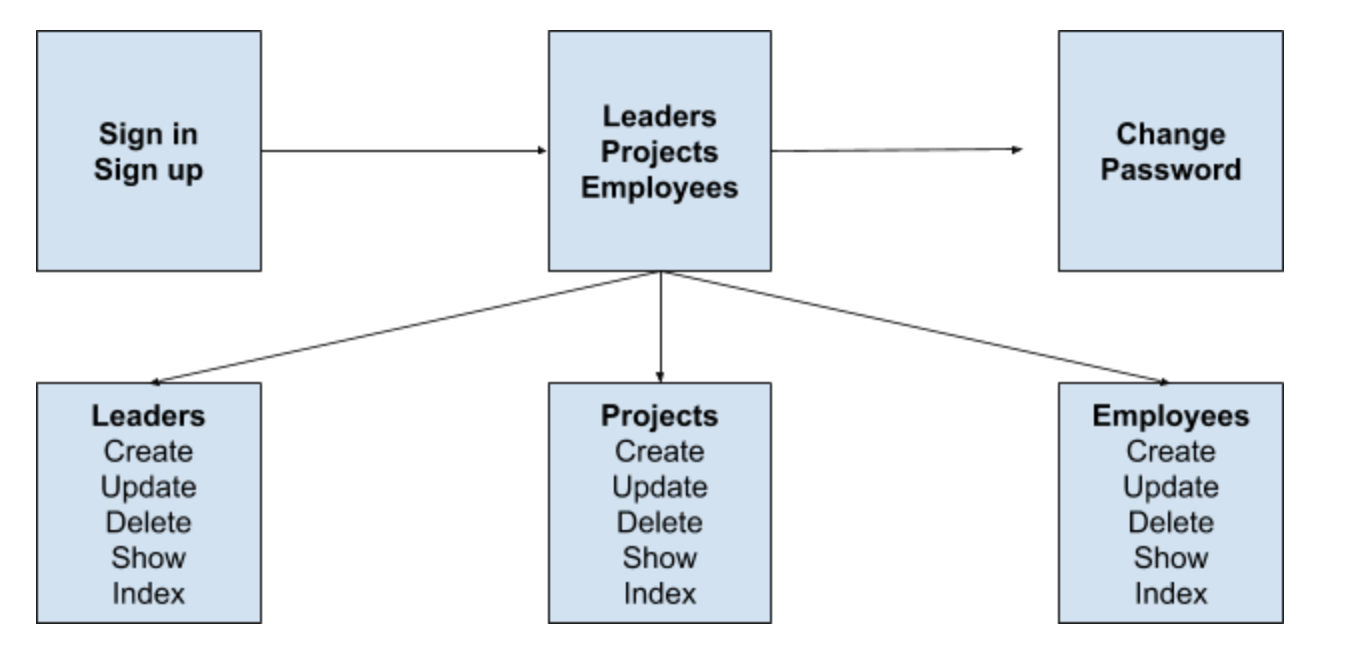 Sign in
Sign up
Leaders
Projects
Employees
Change
Password
Leaders
Create
Update
Delete
Show
Index
Projects
Create
Update
Delete
Show
Index
Employees
Create
Update
Delete
Show
Index